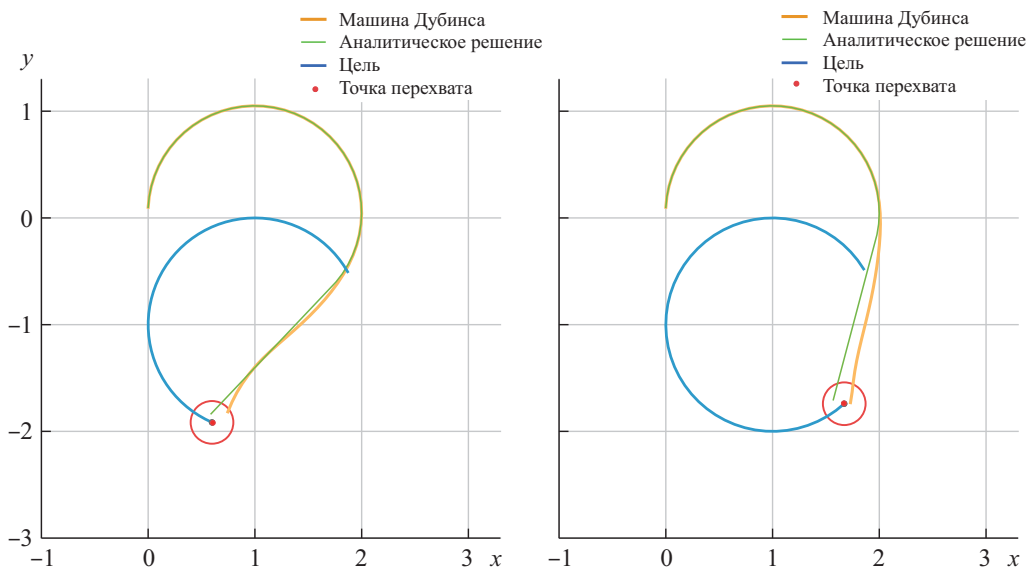 Машина Дубинса
Аналитическое решение
Цель
Точка перехвата
y
1
0
−1
−2
−3
−1
0
1
2
3
x
Машина Дубинса
Аналитическое решение
Цель
Точка перехвата
−1
0
1
2
3
x